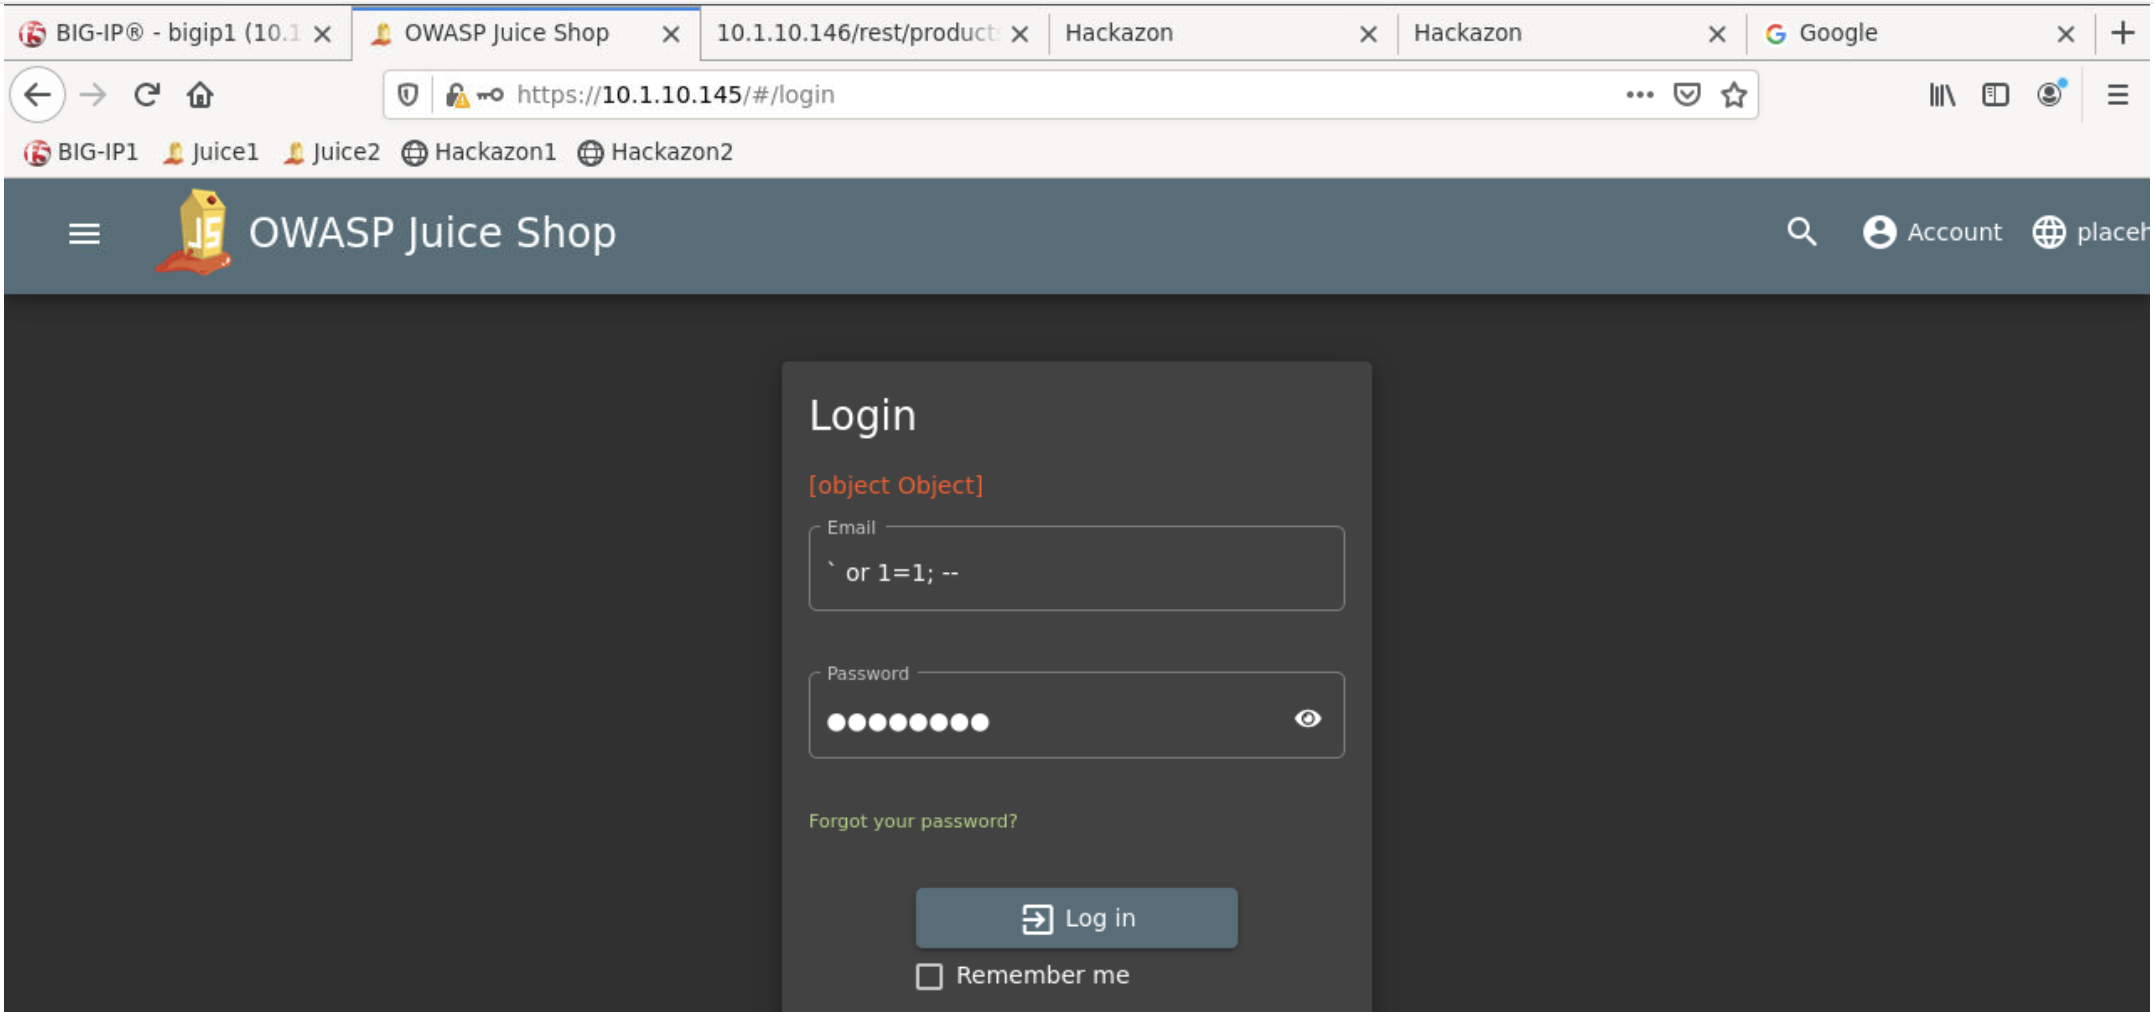 BIG-IP® - bigip1 (10.1
OWASP Juice Shop
10.1.10.146/rest/products
Hackazon
Hackazon
Google
https://10.1.10.145/#/login
BIG-IP1
Juice1
Juice2
Hackazon1
Hackazon2
OWASP Juice Shop
Account
placeh
Login
[object Object]
Email
` or 1=1; --
Password
Forgot your password?
Log in
Remember me